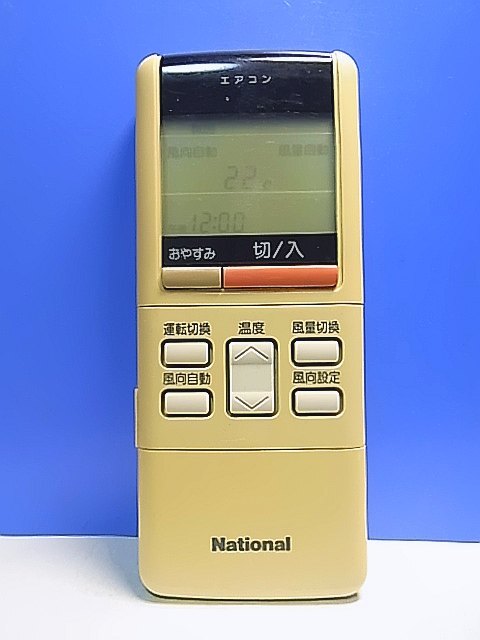 エアコン
風向自動 風量自動
22℃
12:00
おやすみ 切/入
運転切換 温度 風量切換
風向自動 風向設定
National